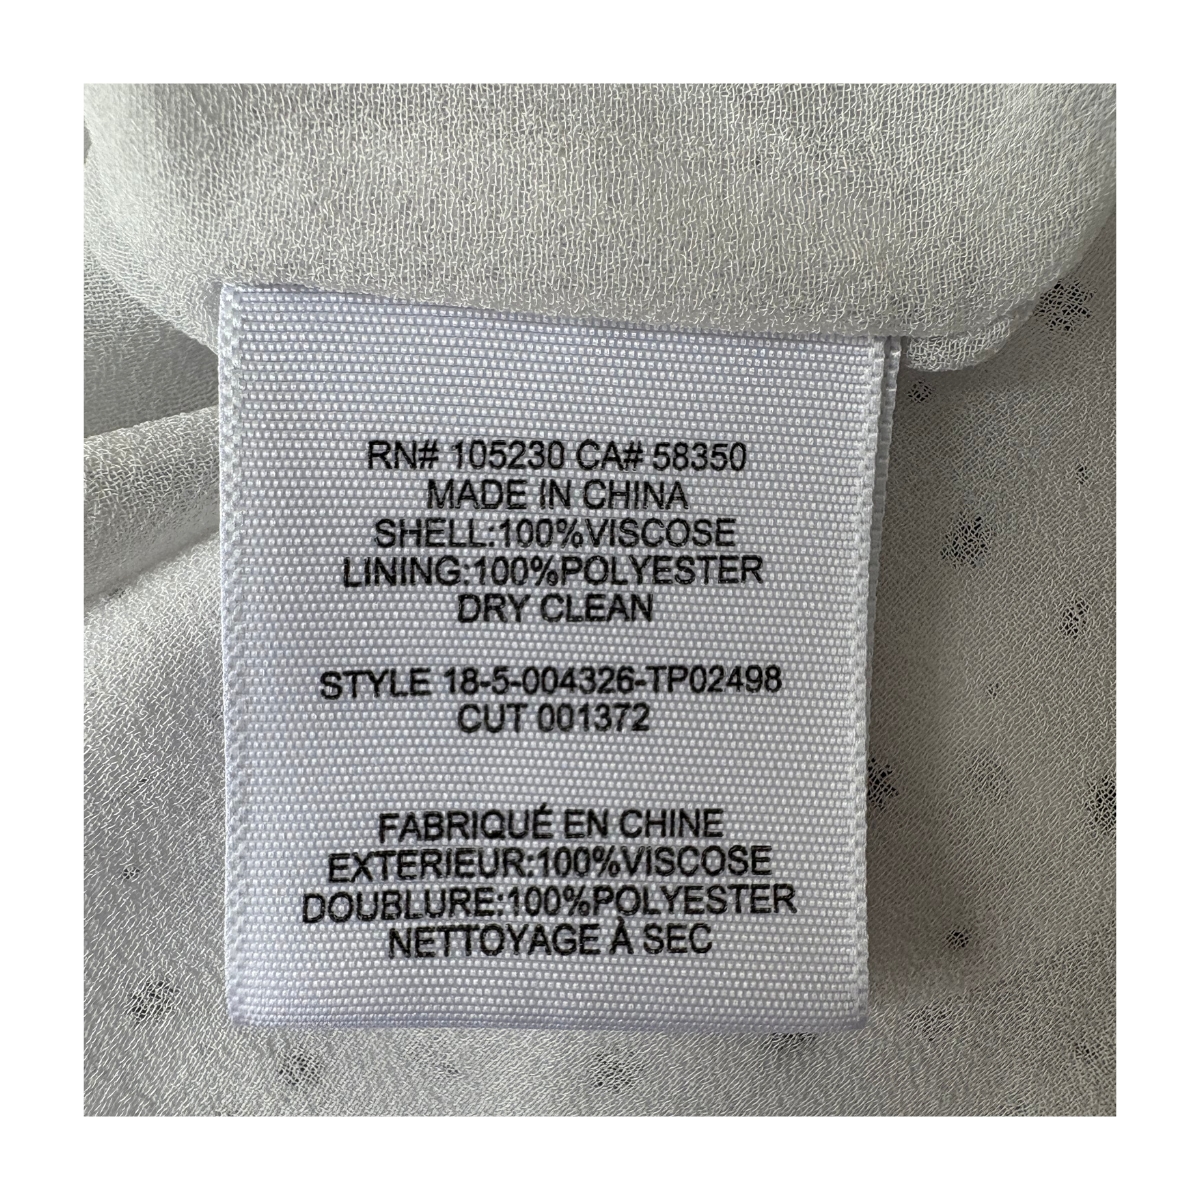 RN# 105230 CA# 58350
MADE IN CHINA
SHELL:100%VISCOSE
LINING:100%POLYESTER
DRY CLEAN
STYLE 18-5-004326-TP02498
CUT 001372
FABRIQUÉ EN CHINE
EXTERIEUR:100%VISCOSE
DOUBLURE:100%POLYESTER
NETTOYAGE À SEC